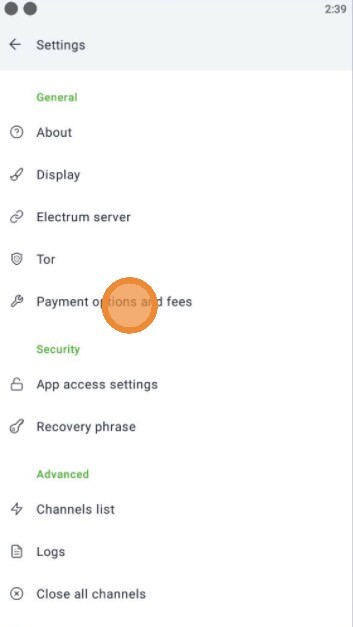 2:39
Settings
General
About
Display
Electrum server
Tor
Payment options and fees
Security
App access settings
Recovery phrase
Advanced
Channels list
Logs
Close all channels